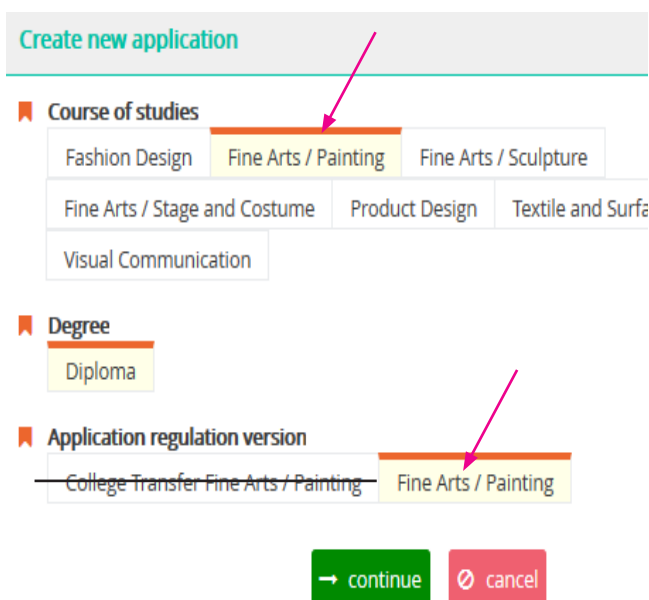 Create new application
Course of studies
Fashion Design Fine Arts / Painting Fine Arts / Sculpture
Fine Arts / Stage and Costume Product Design Textile and
Visual Communication
Degree
Diploma
Application regulation version
College Transfer Fine Arts / Painting Fine Arts / Painting
→ continue cancel